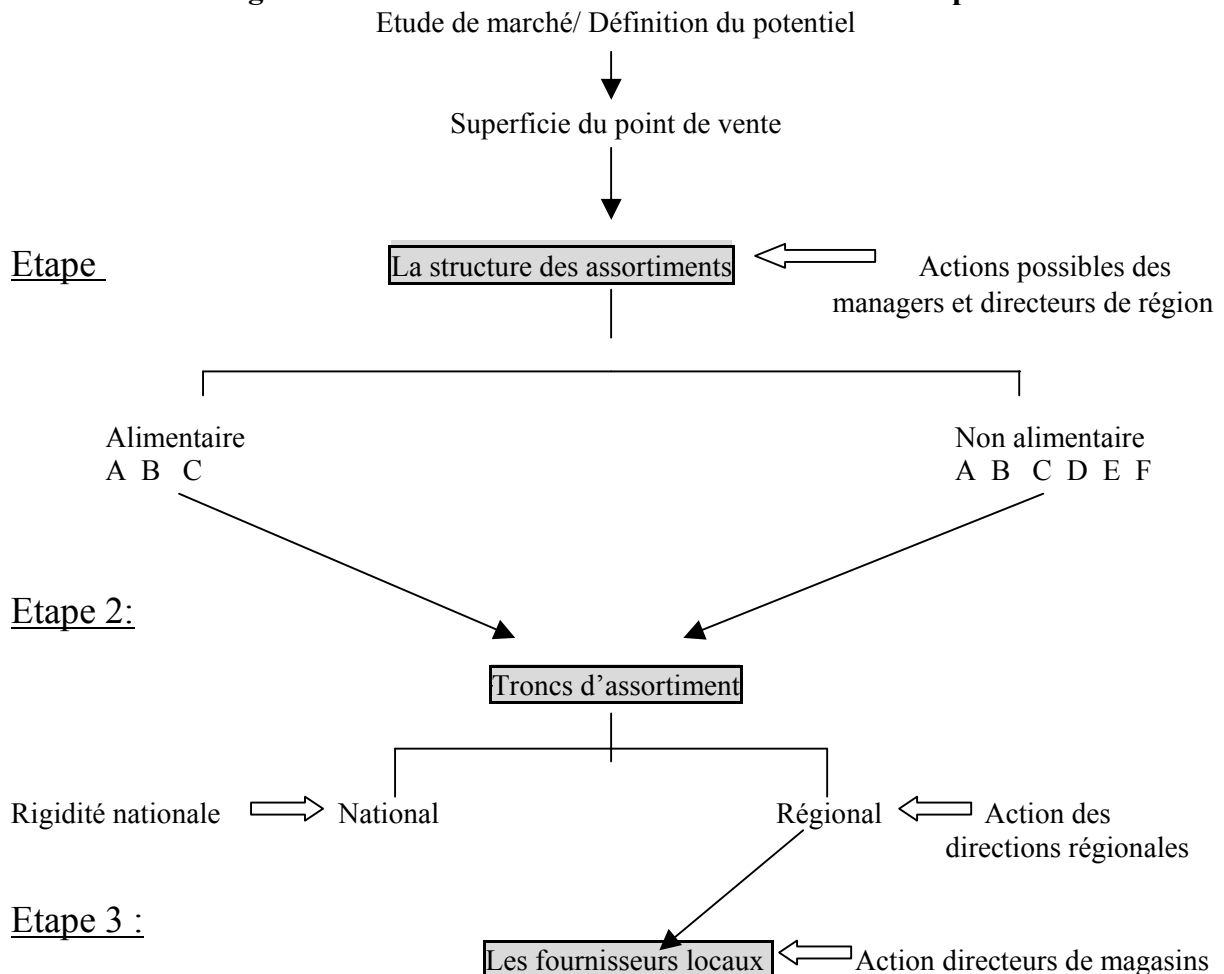 Etude de marché/ Définition du potentiel
Superficie du point de vente
Etape
La structure des assortiments
Actions possibles des
managers et directeurs de région
Alimentaire
A B C
Non alimentaire
A B C D E F
Etape 2:
Troncs d’assortiment
Rigidité nationale
National
Régional
Action des
directions régionales
Etape 3 :
Les fournisseurs locaux
Action directeurs de magasins